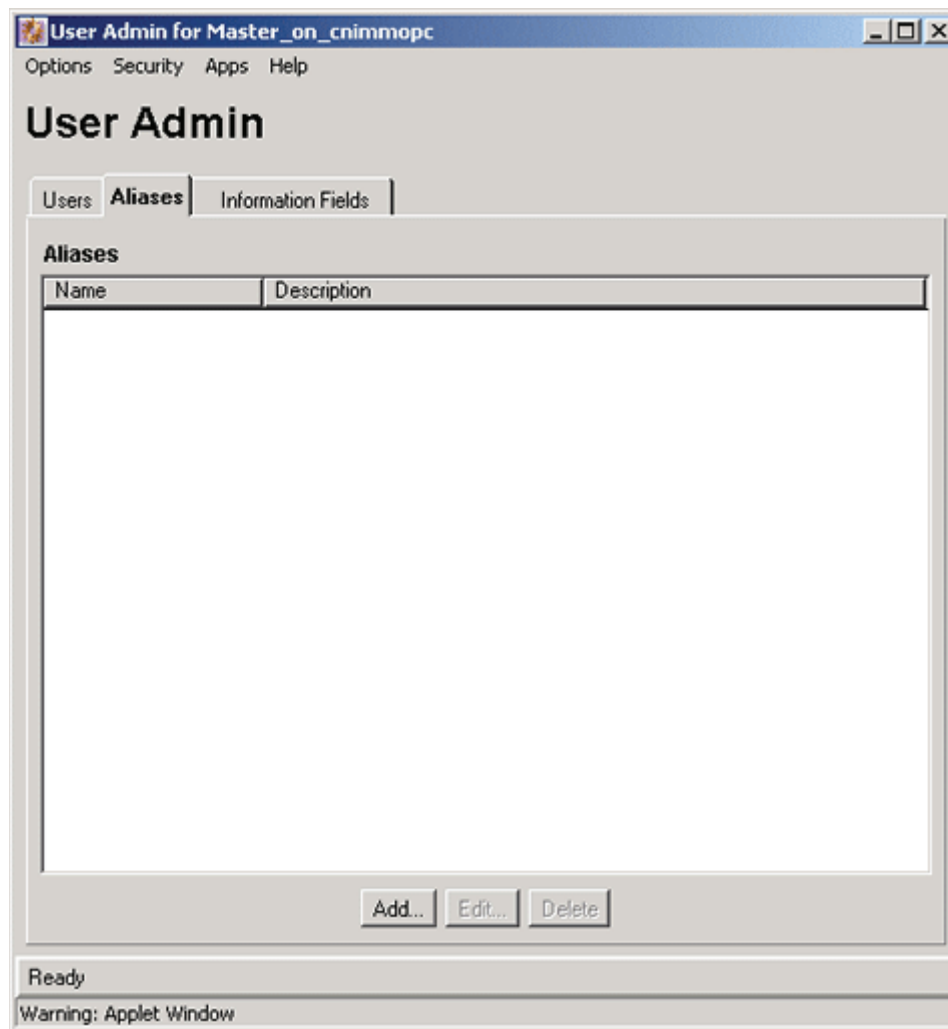 User Admin for Master_on_cnimmopc
Options Security Apps Help
User Admin
Users Aliases Information Fields
Aliases
Name Description
Add... Edit... Delete
Ready
Warning: Applet Window